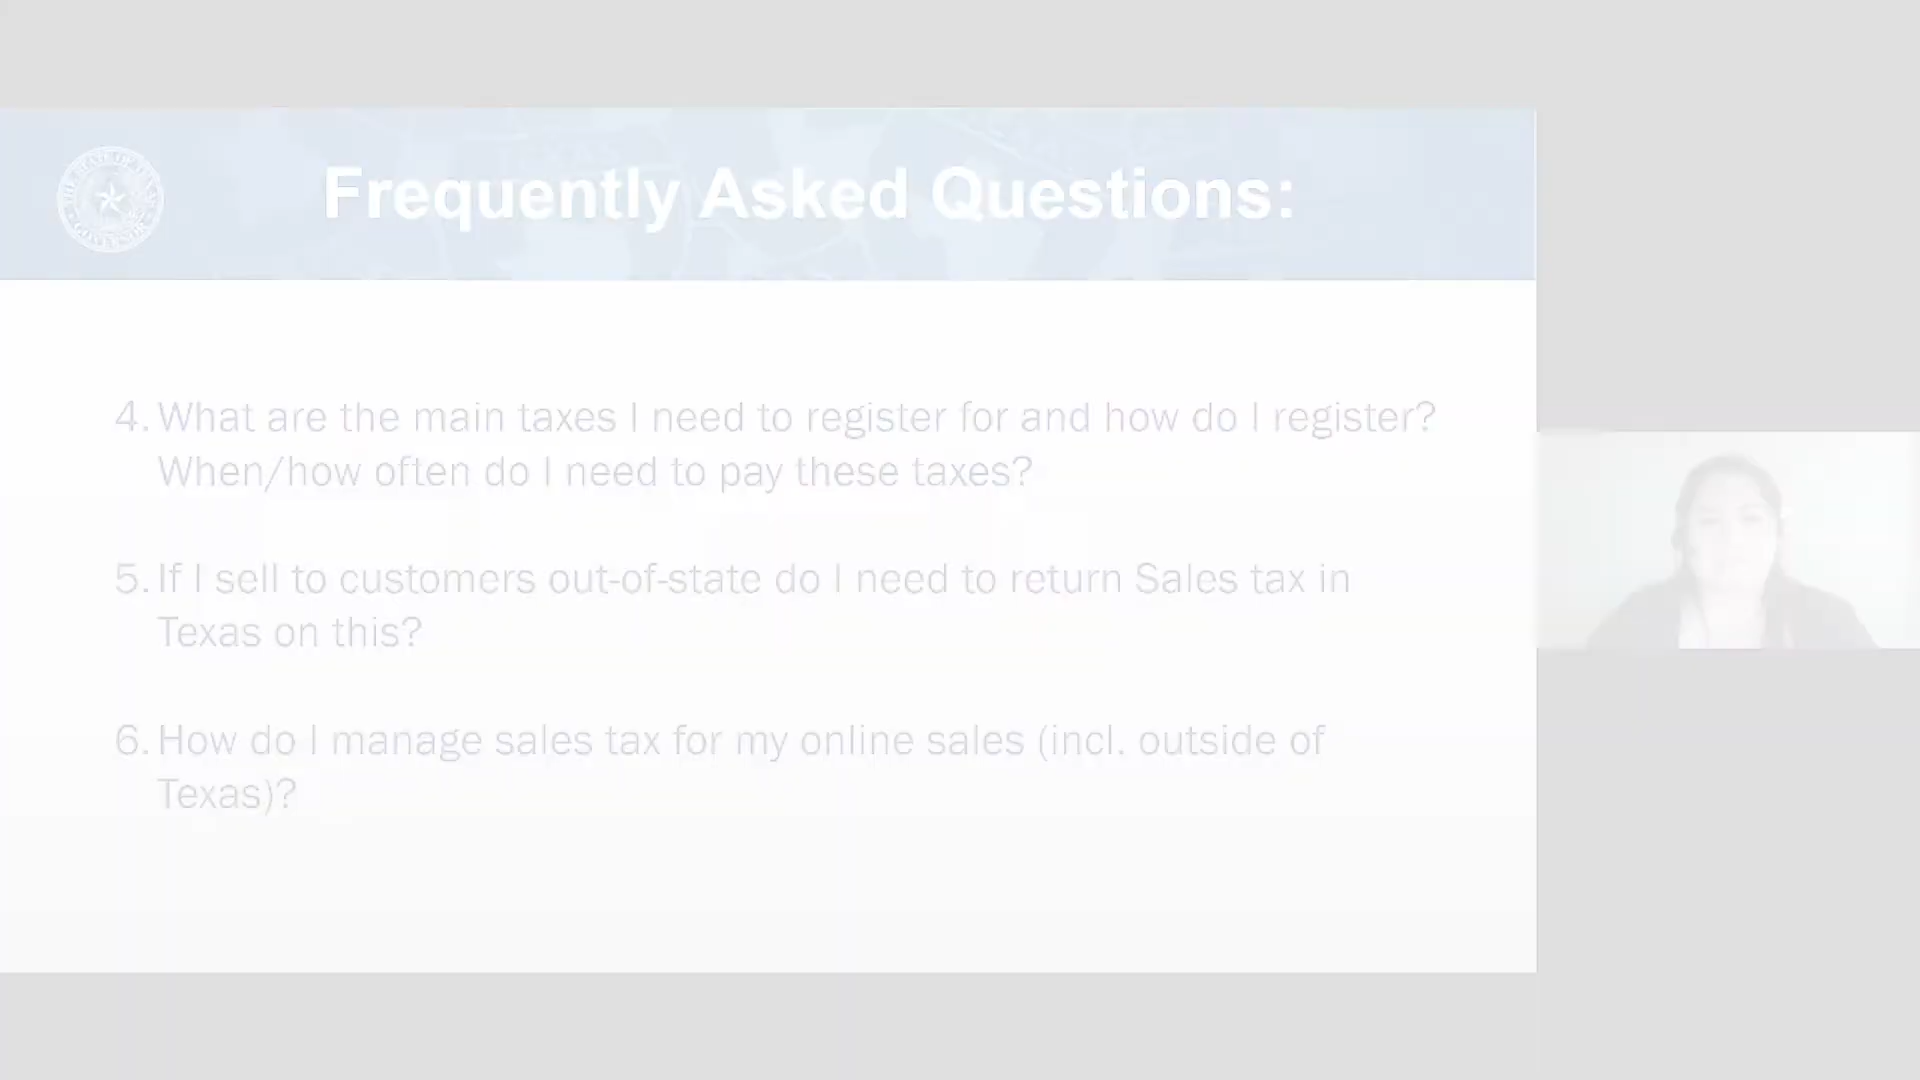 Frequently Asked Questions:
4. What are the main taxes I need to register for and how do I register?
When/how often do I need to pay these taxes?
5. If I sell to customers out-of-state do I need to return Sales tax in
Texas on this?
6. How do I manage sales tax for my online sales (incl. outside of
Texas)?